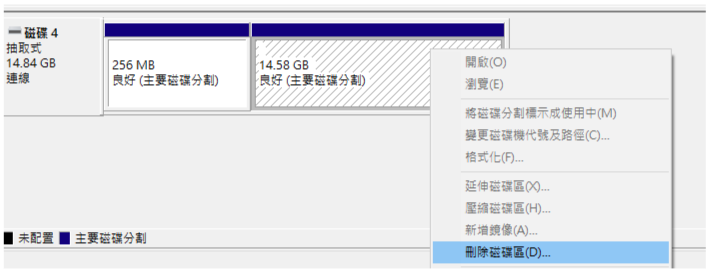 磁碟 4
抽取式
14.84 GB
連線
256 MB
良好 (主要磁碟分割)
14.58 GB
良好 (主要磁碟分割)
開啟(O)
瀏覽(E)
將磁碟分割標示成使用中(M)
變更磁碟機代號及路徑(C)...
格式化(F)...
延伸磁碟區(X)...
壓縮磁碟區(H)...
新增鏡像(A)...
刪除磁碟區(D)...
未配置 主要磁碟分割